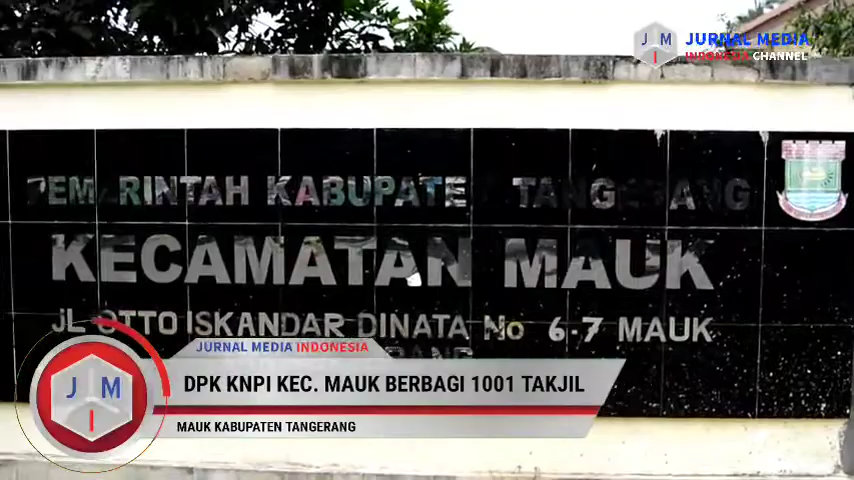 J M
I
JURNAL MEDIA
INDONESIA CHANNEL
PEMERINTAH KABUPATEN TANGERANG
KECAMATAN MAUK
JL OTTO ISKANDAR DINATA No 6-7 MAUK
JURNAL MEDIA INDONESIA
J M
I
DPK KNPI KEC. MAUK BERBAGI 1001 TAKJIL
MAUK KABUPATEN TANGERANG